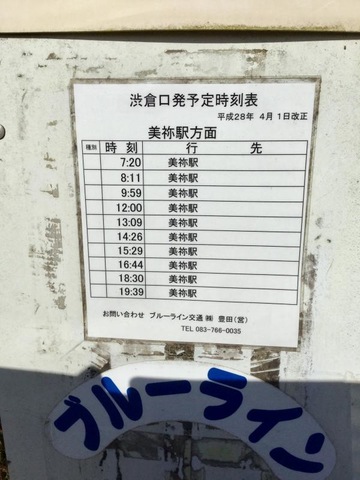 渋倉口発予定時刻表
平成28年 4月 1日改正
美祢駅方面
種別 時 刻 行 先
7:20 美祢駅
8:11 美祢駅
9:59 美祢駅
12:00 美祢駅
13:09 美祢駅
14:26 美祢駅
15:29 美祢駅
16:44 美祢駅
18:30 美祢駅
19:39 美祢駅
お問い合わせ ブルーライン交通㈱ 豊田(営)
TEL 083-766-0035
ブルーライン